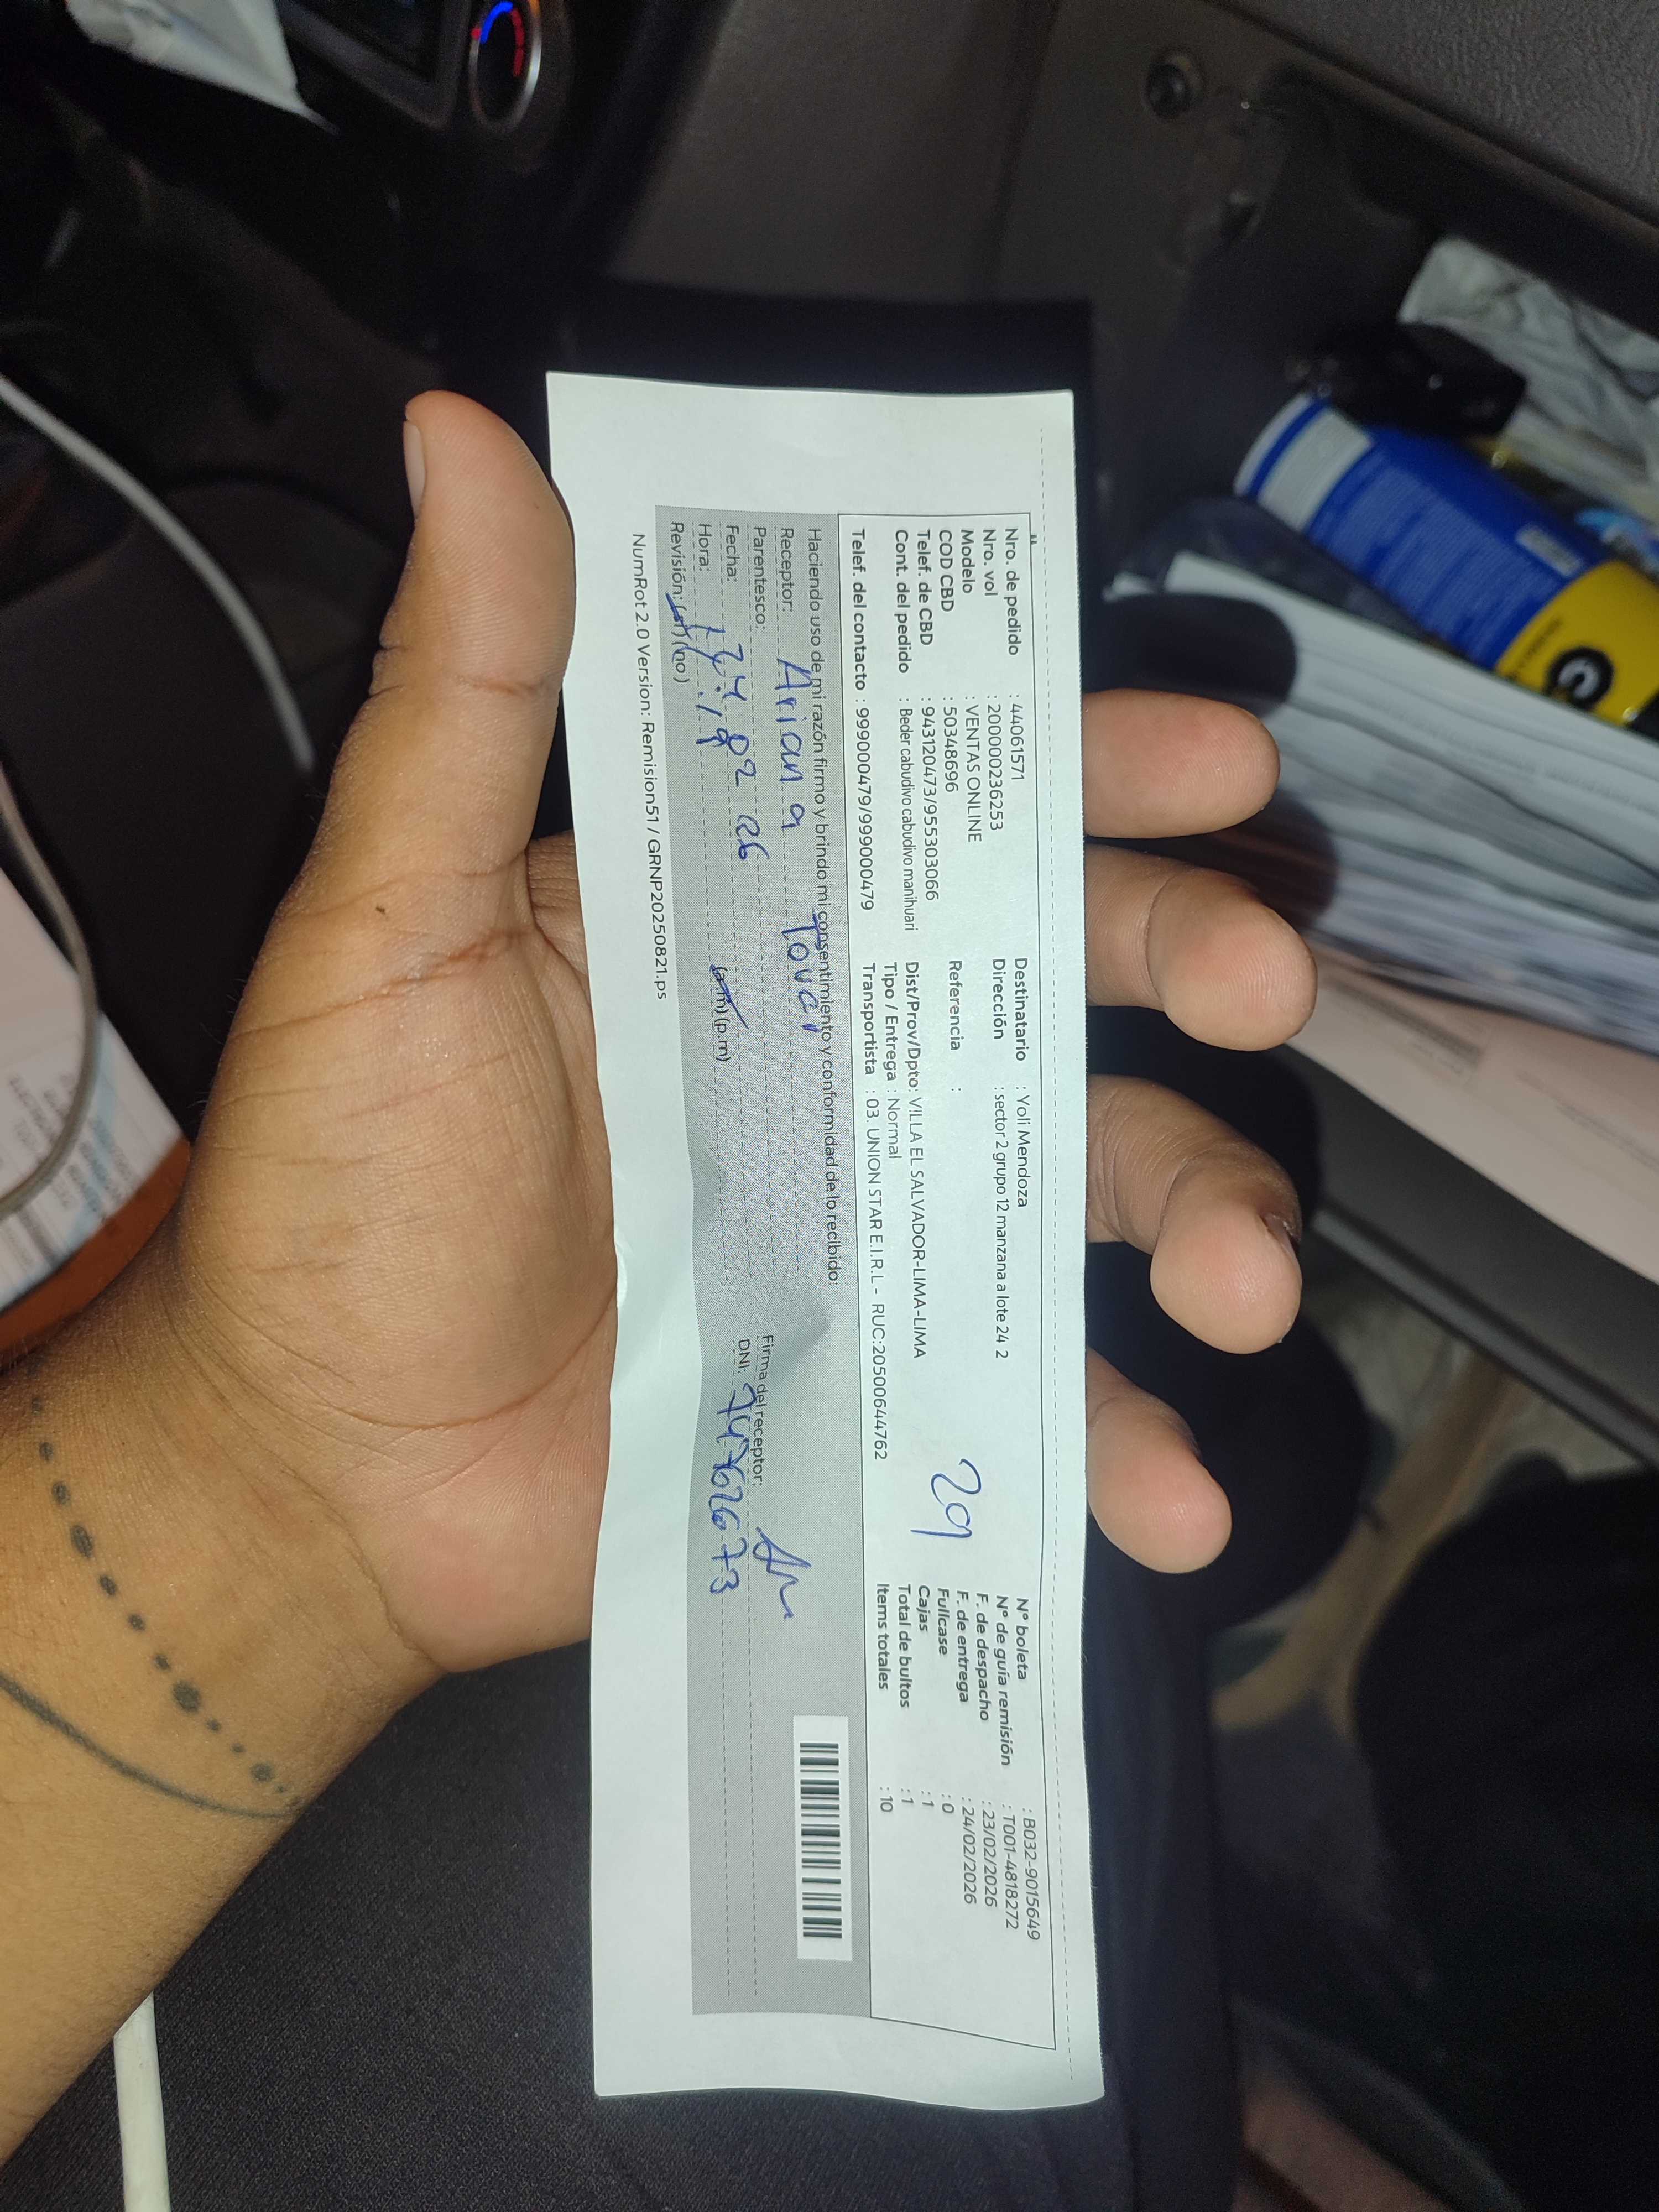 Nro. de pedido : 44061571
Nro. vol : 200000236253
Modelo : VENTAS ONLINE
COD CBD : 50348696
Telef. de CBD : 943120473/955303066
Cont. del pedido : Beder cabudivo cabudivo manihuari
Telef. del contacto : 999000479/999000479
Destinatario : Yoli Mendoza
Dirección : sector 2 grupo 12 manzana a lote 24 2
Referencia :
Dist/Prov/Dpto: VILLA EL SALVADOR-LIMA-LIMA
Tipo / Entrega : Normal
Transportista : 03. UNION STAR E.I.R.L - RUC:20500644762
29
N° boleta : B032-9015649
N° de guía remisión : T001-4818272
F. de despacho : 23/02/2026
F. de entrega : 24/02/2026
Fullcase : 0
Cajas : 1
Total de bultos : 1
Items totales : 10
Haciendo uso de mi razón firmo y brindo mi consentimiento y conformidad de lo recibido:
Receptor: Ariana Tovar
Parentesco:
Fecha: 24 02 26
Hora: (a.m) (p.m)
Revisión: (si) (no)
Firma del receptor:
DNI:
NumRot 2.0 Version: Remision51 / GRNP20250821.ps